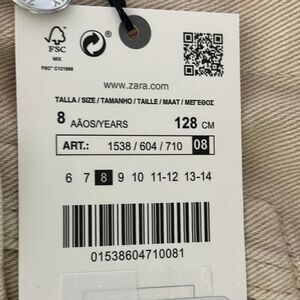 FSC
MIX
FSC® C121666
www.zara.com
TALLA / SIZE / TAMANHO / TAILLE / MAAT / ΜΕΓΕΘΟΣ
8 AÃOS/YEARS 128 CM
ART.: 1538 / 604 / 710 08
6 7 8 9 10 11-12 13-14
01538604710081